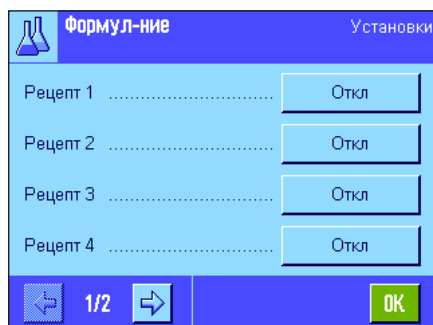 Формул-ние Установки
Рецепт 1 ............................. Откл
Рецепт 2 ............................. Откл
Рецепт 3 ............................. Откл
Рецепт 4 ............................. Откл
1/2 OK